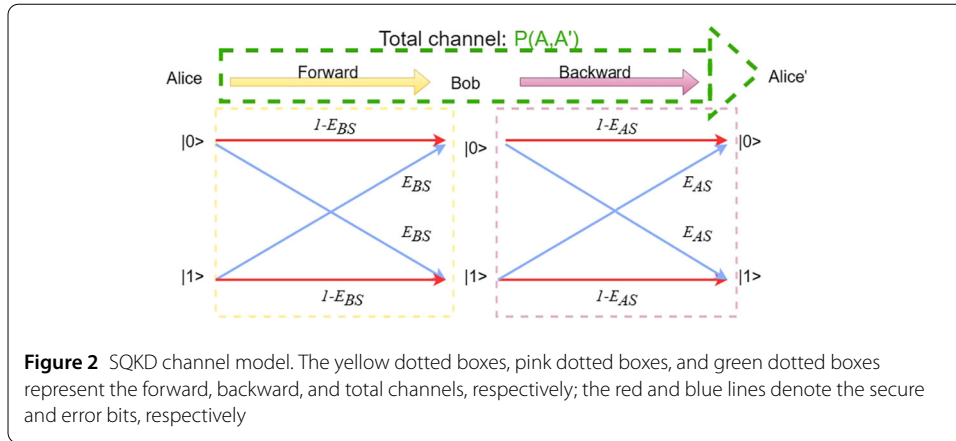 Total channel: P(A,A')
Alice Forward Bob Backward Alice'
1-E_BS 1-E_AS
|0> |0> |0>
E_BS E_AS
E_BS E_AS
|1> |1> |1>
1-E_BS 1-E_AS
Figure 2 SQKD channel model. The yellow dotted boxes, pink dotted boxes, and green dotted boxes
represent the forward, backward, and total channels, respectively; the red and blue lines denote the secure
and error bits, respectively